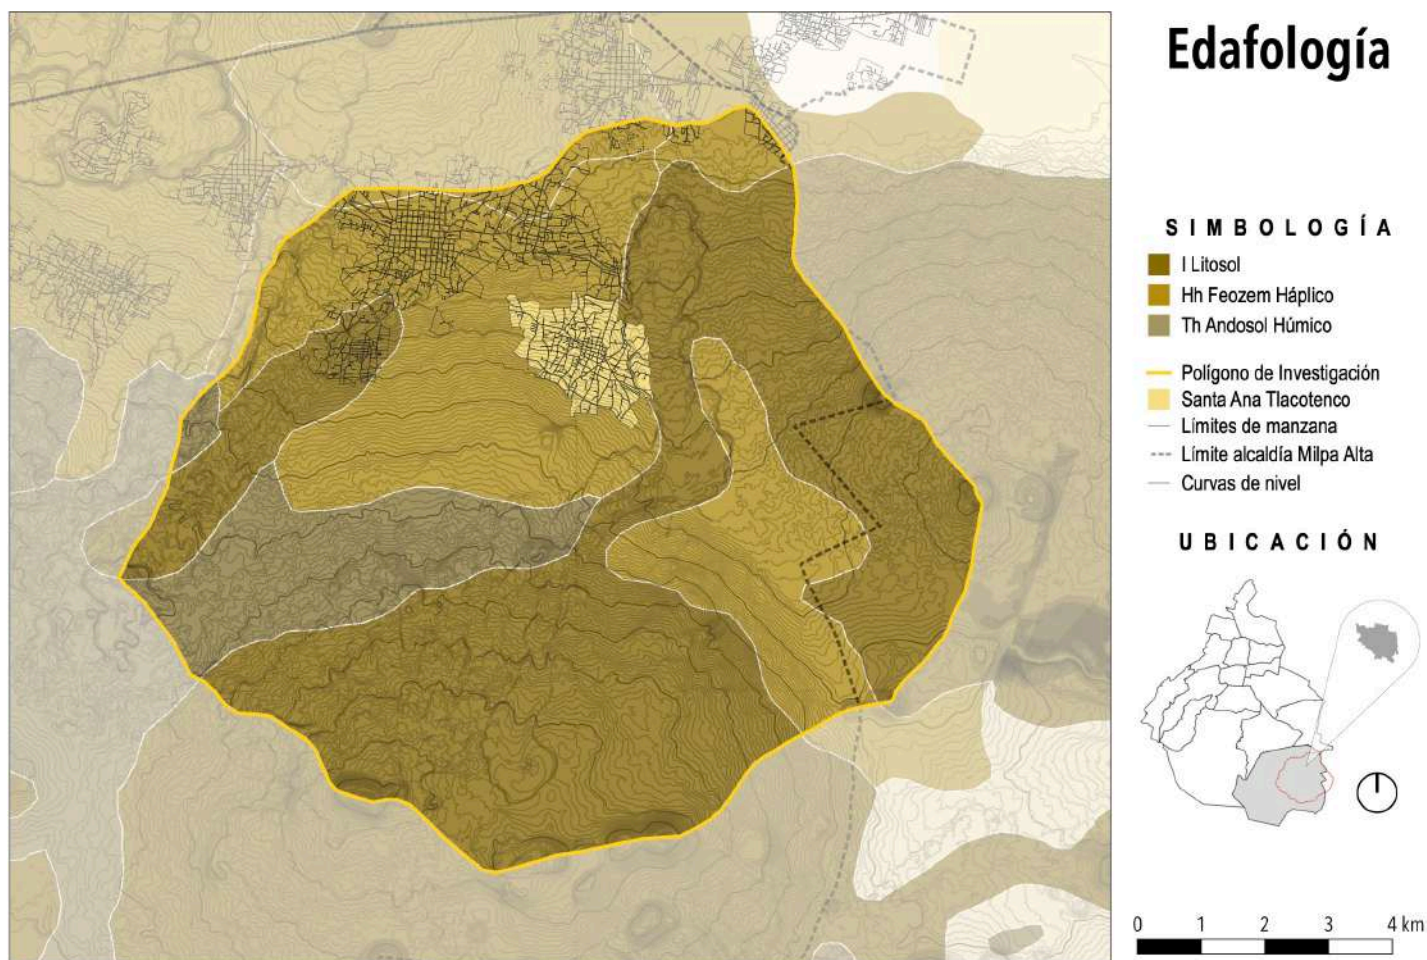 Edafología
SIMBOLOGÍA
I Litosol
Hh Feozem Háplico
Th Andosol Húmico
Polígono de Investigación
Santa Ana Tlacotenco
Límites de manzana
Límite alcaldía Milpa Alta
Curvas de nivel
UBICACIÓN
0 1 2 3 4 km